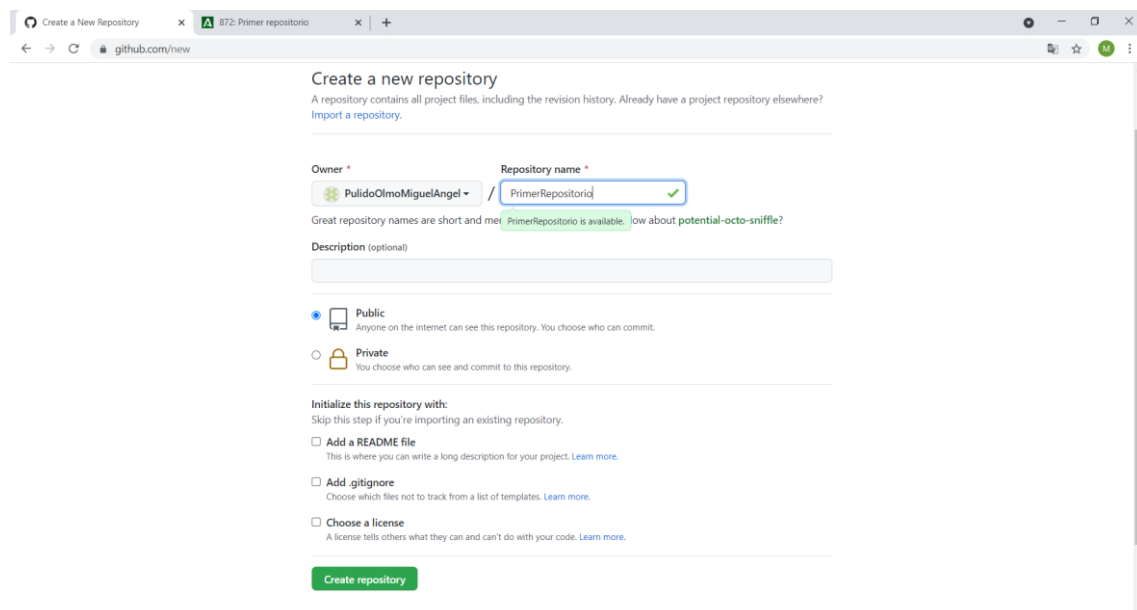 Create a New Repository
872: Primer repositorio
github.com/new
M
Create a new repository
A repository contains all project files, including the revision history. Already have a project repository elsewhere?
Import a repository.
Owner *
Repository name *
PulidoOlmoMiguelAngel
/
PrimerRepositorio
Great repository names are short and me PrimerRepositorio is available. ow about potential-octo-sniffle?
Description (optional)
Public
Anyone on the internet can see this repository. You choose who can commit.
Private
You choose who can see and commit to this repository.
Initialize this repository with:
Skip this step if you're importing an existing repository.
Add a README file
This is where you can write a long description for your project. Learn more.
Add .gitignore
Choose which files not to track from a list of templates. Learn more.
Choose a license
A license tells others what they can and can't do with your code. Learn more.
Create repository